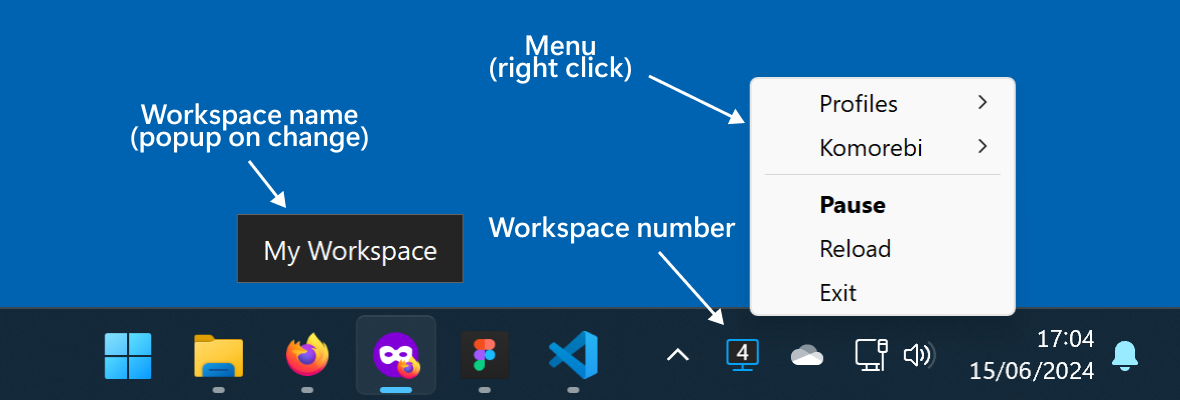 Menu
(right click)
Workspace name
(popup on change)
My Workspace
Workspace number
Profiles
Komorebi
Pause
Reload
Exit
4
17:04
15/06/2024